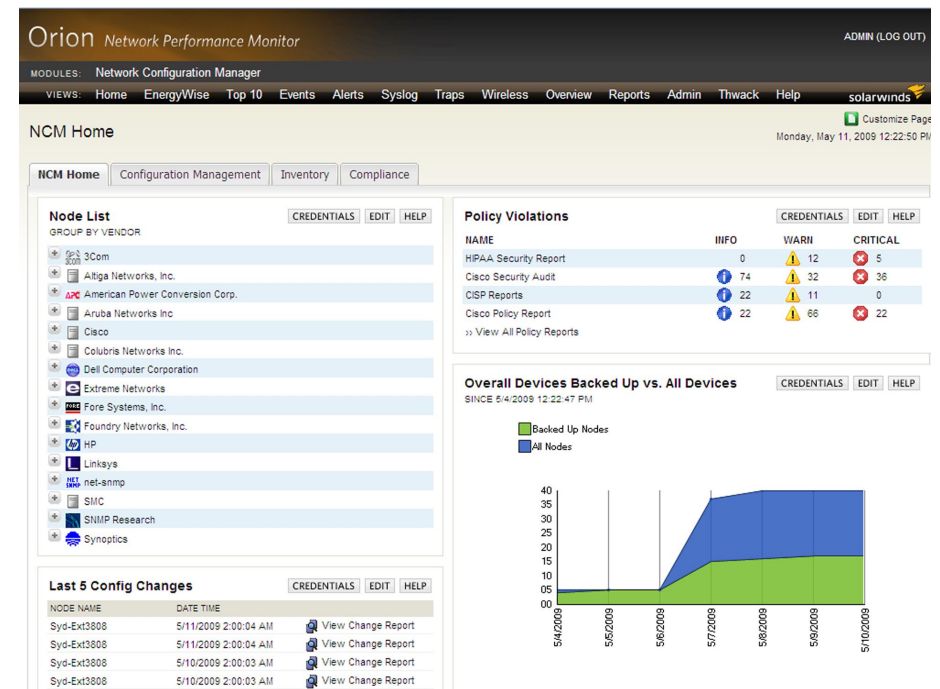 Orion Network Performance Monitor
ADMIN (LOG OUT)
MODULES: Network Configuration Manager
VIEWS: Home EnergyWise Top 10 Events Alerts Syslog Traps Wireless Overview Reports Admin Thwack Help
solarwinds
Customize Page
NCM Home
Monday, May 11, 2009 12:22:50 PM
NCM Home Configuration Management Inventory Compliance
Node List CREDENTIALS EDIT HELP
GROUP BY VENDOR
3Com
Altiga Networks, Inc.
APC American Power Conversion Corp.
Aruba Networks Inc
Cisco
Colubris Networks Inc.
Dell Computer Corporation
Extreme Networks
FORE Fore Systems, Inc.
Foundry Networks, Inc.
hp HP
Linksys
NET SNMP net-snmp
SMC
SNMP Research
Synoptics
Last 5 Config Changes CREDENTIALS EDIT HELP
NODE NAME DATE TIME
Syd-Ext3808 5/11/2009 2:00:04 AM View Change Report
Syd-Ext3808 5/11/2009 2:00:04 AM View Change Report
Syd-Ext3808 5/10/2009 2:00:03 AM View Change Report
Syd-Ext3808 5/10/2009 2:00:03 AM View Change Report
Policy Violations CREDENTIALS EDIT HELP
NAME INFO WARN CRITICAL
HIPAA Security Report 0 12 5
Cisco Security Audit 74 32 36
CISP Reports 22 11 0
Cisco Policy Report 22 66 22
›› View All Policy Reports
Overall Devices Backed Up vs. All Devices CREDENTIALS EDIT HELP
SINCE 5/4/2009 12:22:47 PM
Backed Up Nodes
All Nodes
40
35
30
25
20
15
10
05
00
5/4/2009 5/5/2009 5/6/2009 5/7/2009 5/8/2009 5/9/2009 5/10/2009